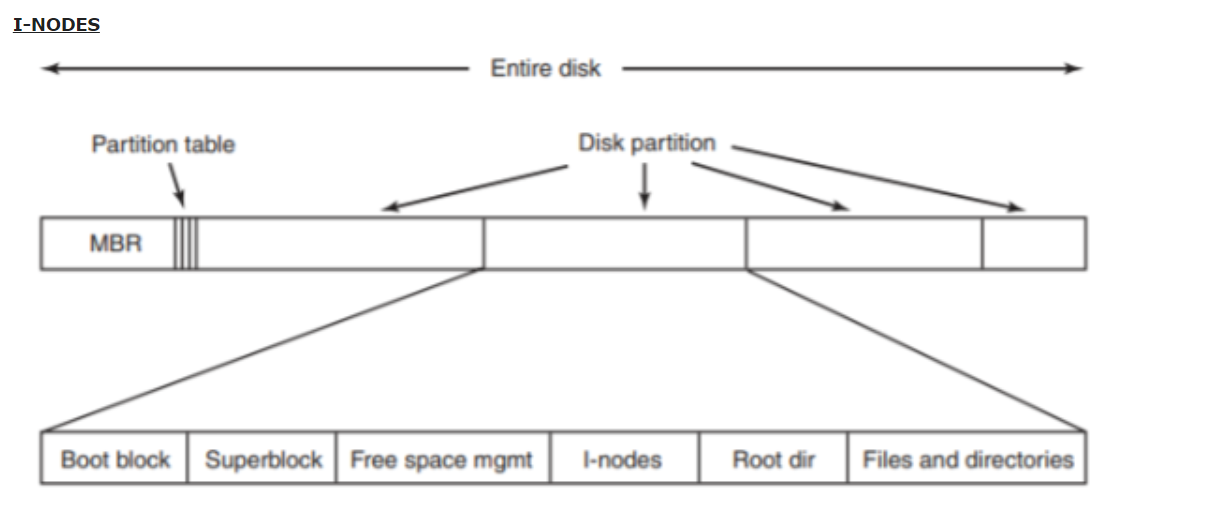 I-NODES
Entire disk
Partition table
Disk partition
MBR
Boot block
Superblock
Free space mgmt
I-nodes
Root dir
Files and directories